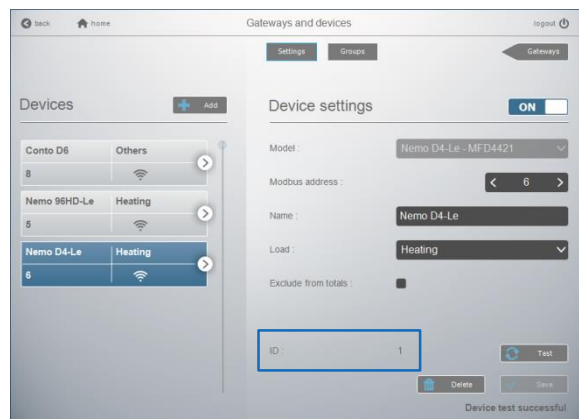 back home Gateways and devices logout
Settings Groups Gateways
Devices Add Device settings ON
Conto D6 Others
8
Nemo 96HD-Le Heating
5
Nemo D4-Le Heating
6
Model : Nemo D4-Le - MFD4421
Modbus address : 6
Name : Nemo D4-Le
Load : Heating
Exclude from totals :
ID : 1 Test
Delete Save
Device test successful